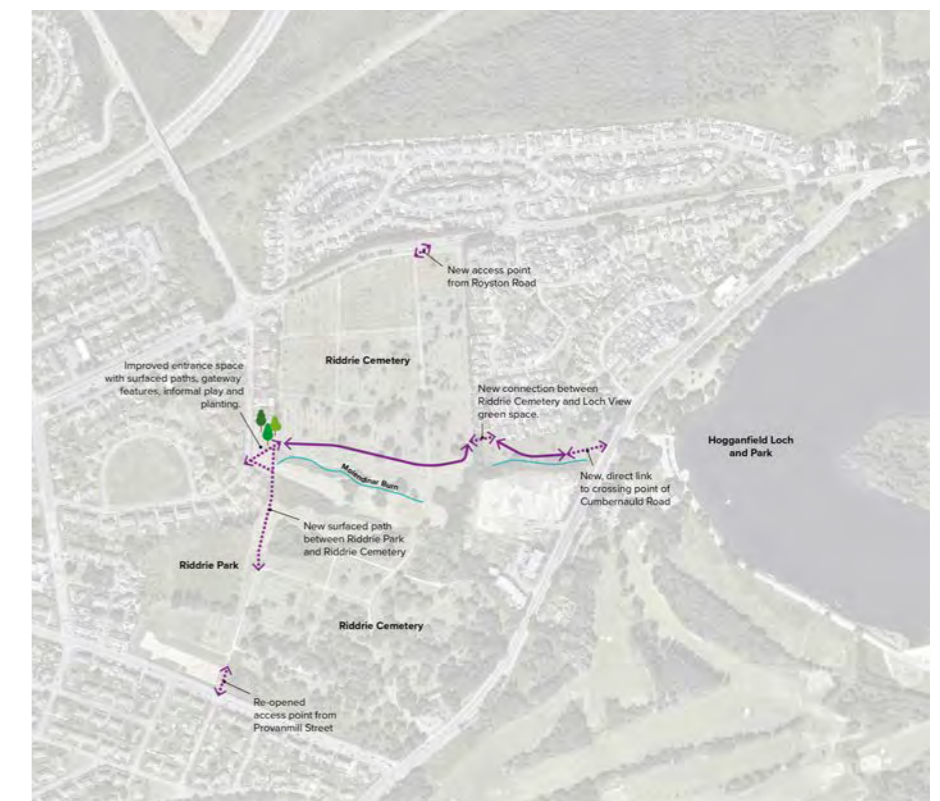 New access point
from Royston Road
Riddrie Cemetery
Improved entrance space
with surfaced paths, gateway
features, informal play and
planting.
New connection between
Riddrie Cemetery and Loch View
green space.
Hogganfield Loch
and Park
Molendinar Burn
New, direct link
to crossing point of
Cumbernauld Road
New surfaced path
between Riddrie Park
and Riddrie Cemetery
Riddrie Park
Riddrie Cemetery
Re-opened
access point from
Provanmill Street